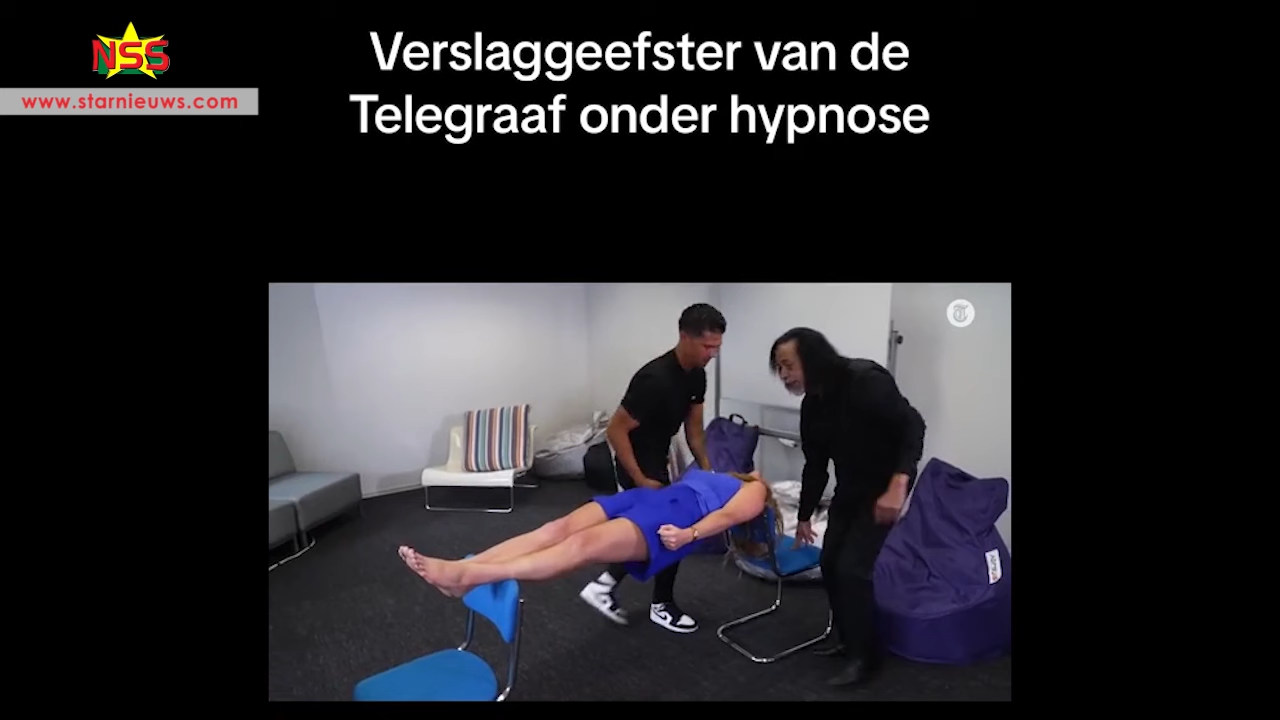 NSS
www.starnieuws.com
Verslaggeefster van de
Telegraaf onder hypnose
T